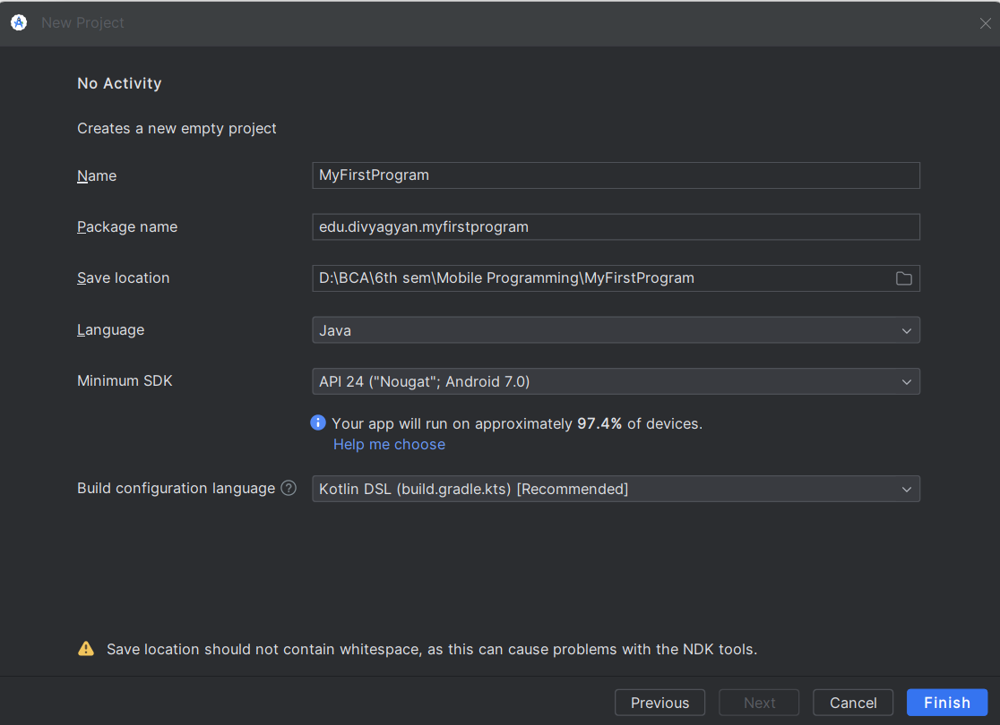 New Project
No Activity
Creates a new empty project
Name MyFirstProgram
Package name edu.divyagyan.myfirstprogram
Save location D:\BCA\6th sem\Mobile Programming\MyFirstProgram
Language Java
Minimum SDK API 24 ("Nougat"; Android 7.0)
Your app will run on approximately 97.4% of devices.
Help me choose
Build configuration language ? Kotlin DSL (build.gradle.kts) [Recommended]
Save location should not contain whitespace, as this can cause problems with the NDK tools.
Previous Next Cancel Finish